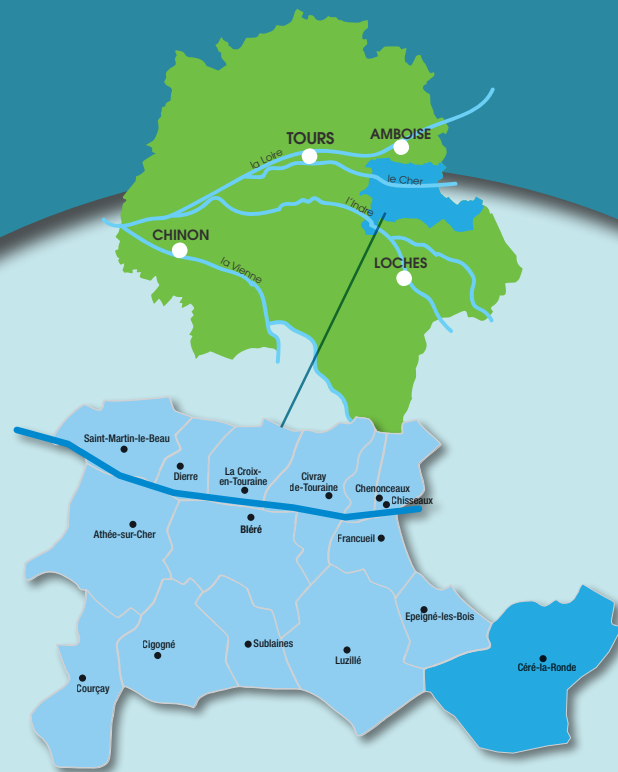 TOURS
AMBOISE
la Loire
le Cher
l'Indre
CHINON
la Vienne
LOCHES
Saint-Martin-le-Beau
Dierre
La Croix-
en-Touraine
Civray
de-Touraine
Chenonceaux
Chisseaux
Athée-sur-Cher
Bléré
Francueil
Epeigné-les-Bois
Cigogné
Sublaines
Luzillé
Céré-la-Ronde
Courçay